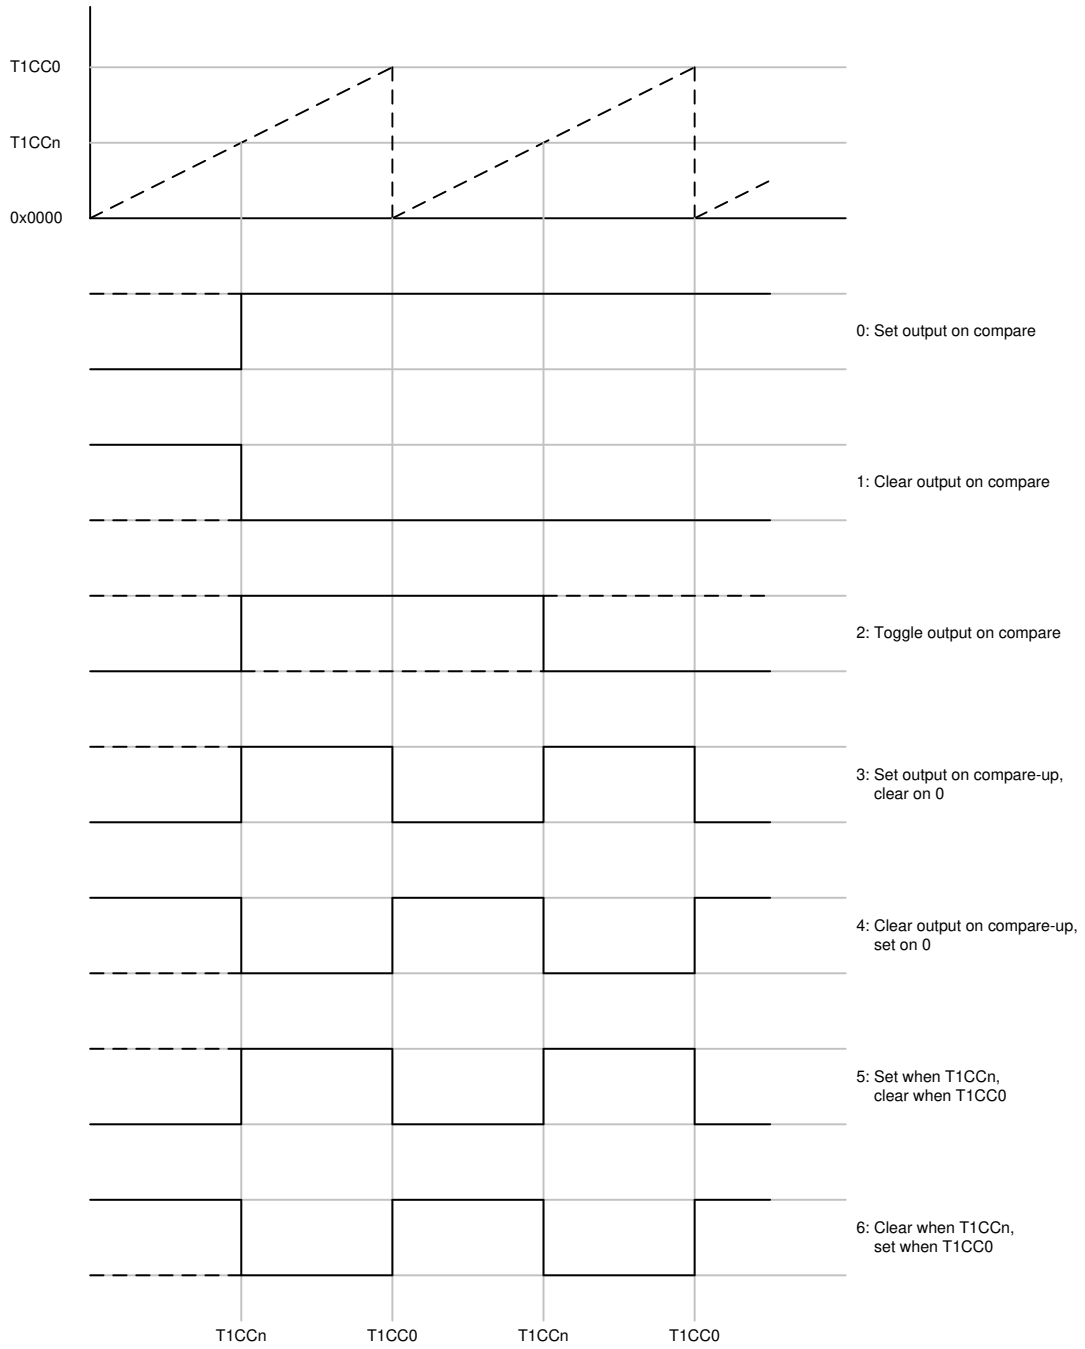 T1CC0
T1CCn
0x0000
0: Set output on compare
1: Clear output on compare
2: Toggle output on compare
3: Set output on compare-up,
clear on 0
4: Clear output on compare-up,
set on 0
5: Set when T1CCn,
clear when T1CC0
6: Clear when T1CCn,
set when T1CC0
T1CCn T1CC0 T1CCn T1CC0